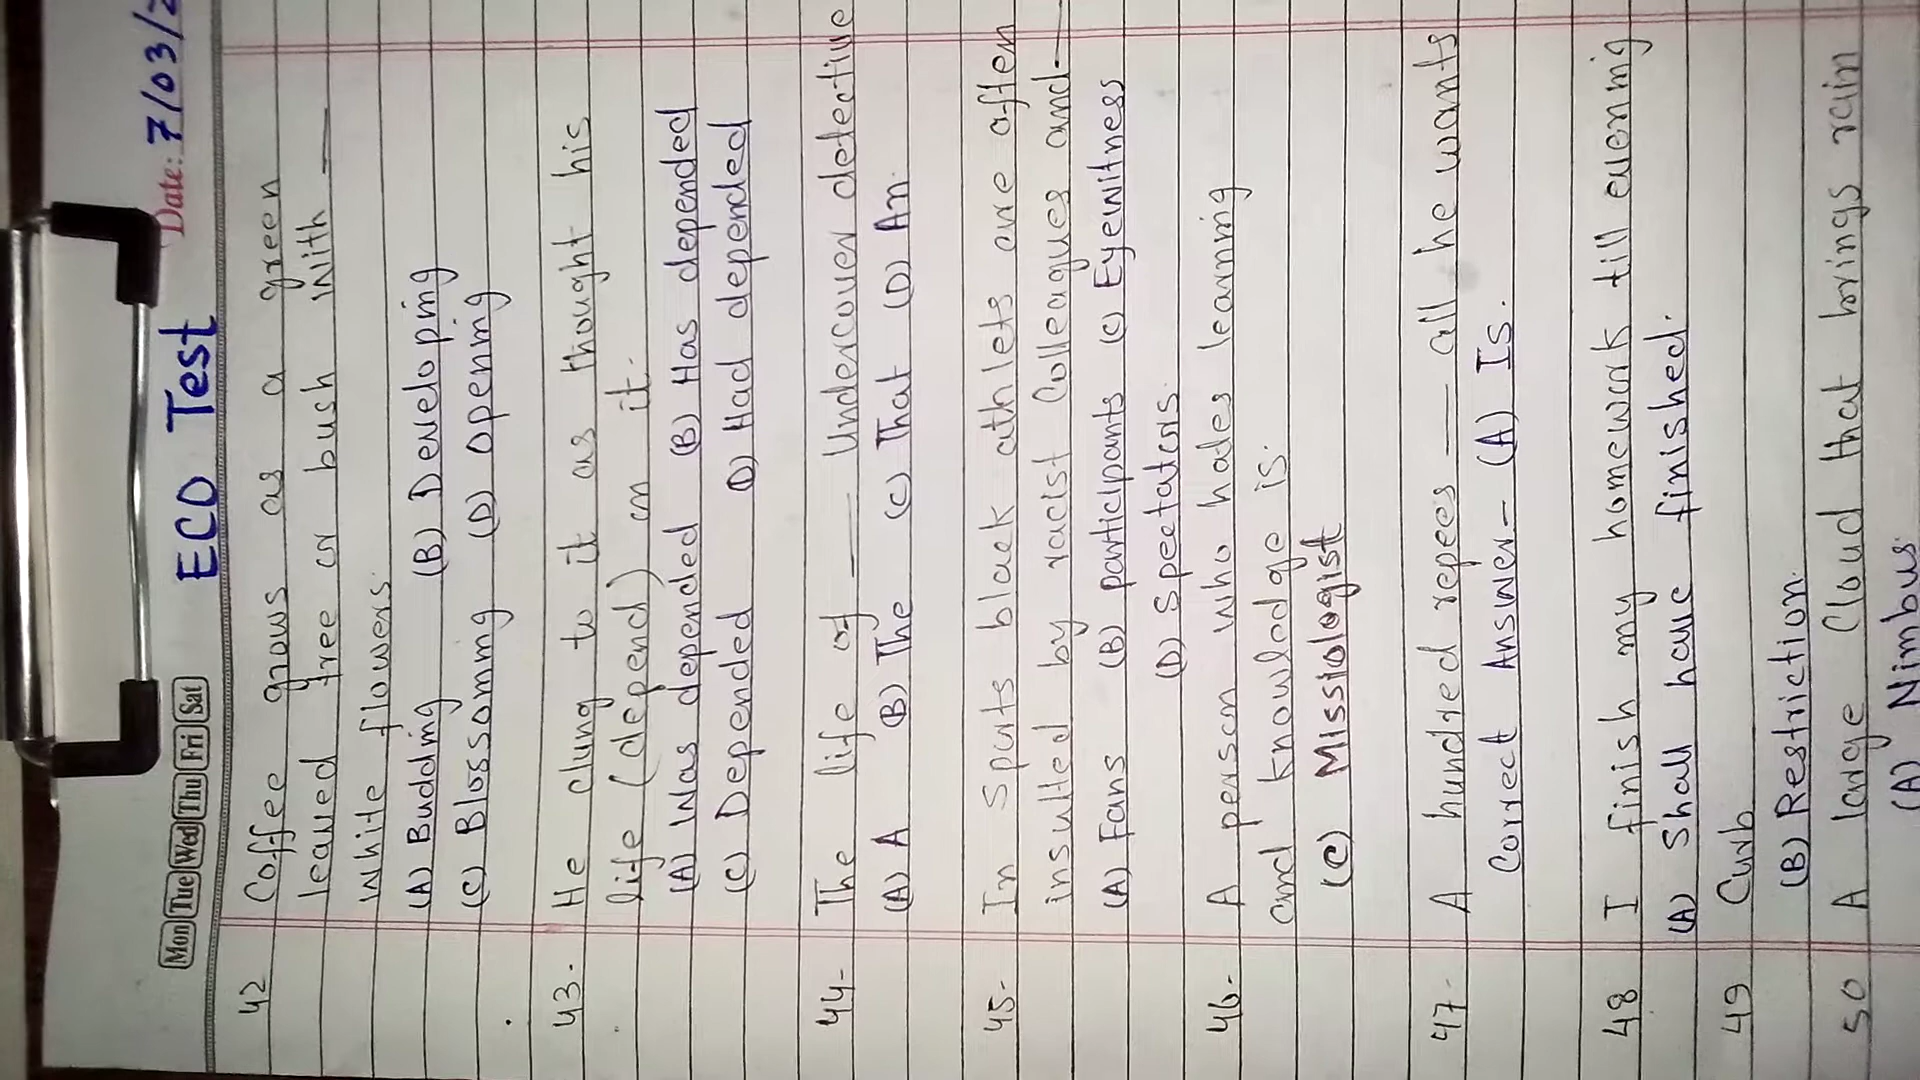 Mon Tue Wed Thu Fri Sat
Date: 7/03/2
ECO Test
42 Coffee grows as a green
leaved tree or bush with —
white flowers.
(A) Budding (B) Developing
(C) Blossomming (D) Openning
43. He clung to it as thought his
life (depend) on it.
(A) Was depended (B) Has depended
(C) Depended (D) Had depended
44- The life of — Undercover detective
(A) A (B) The (C) That (D) An.
45- In Sports black athlets are often
insulted by racist Colleagues and —
(A) Fans (B) participants (C) Eyewitness
(D) Speetators.
46- A person who hates learning
and knowledge is.
(C) Missiologist
47- A hundred repees — all he wants
Correct Answer - (A) Is.
48 I finish my homework till evenning
(A) Shall have finished.
49 Curb
(B) Restriction.
50 A large Cloud that brings rain
(A) Nimbus.